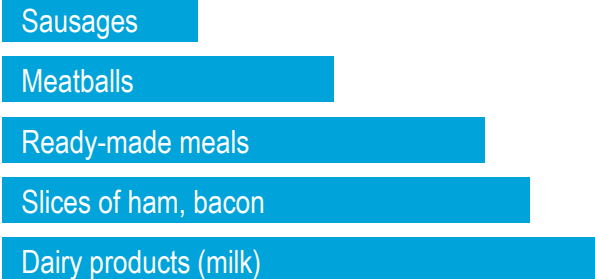 Sausages
Meatballs
Ready-made meals
Slices of ham, bacon
Dairy products (milk)